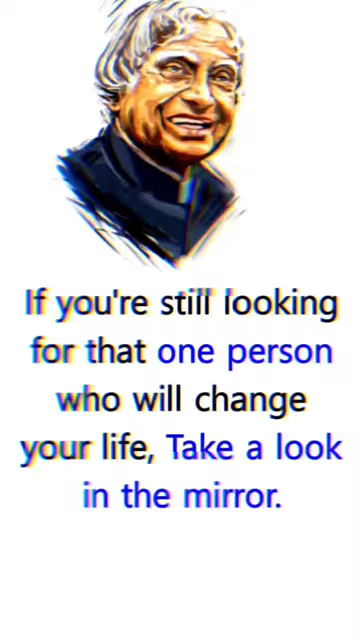 If you're still looking
for that one person
who will change
your life, Take a look
in the mirror.